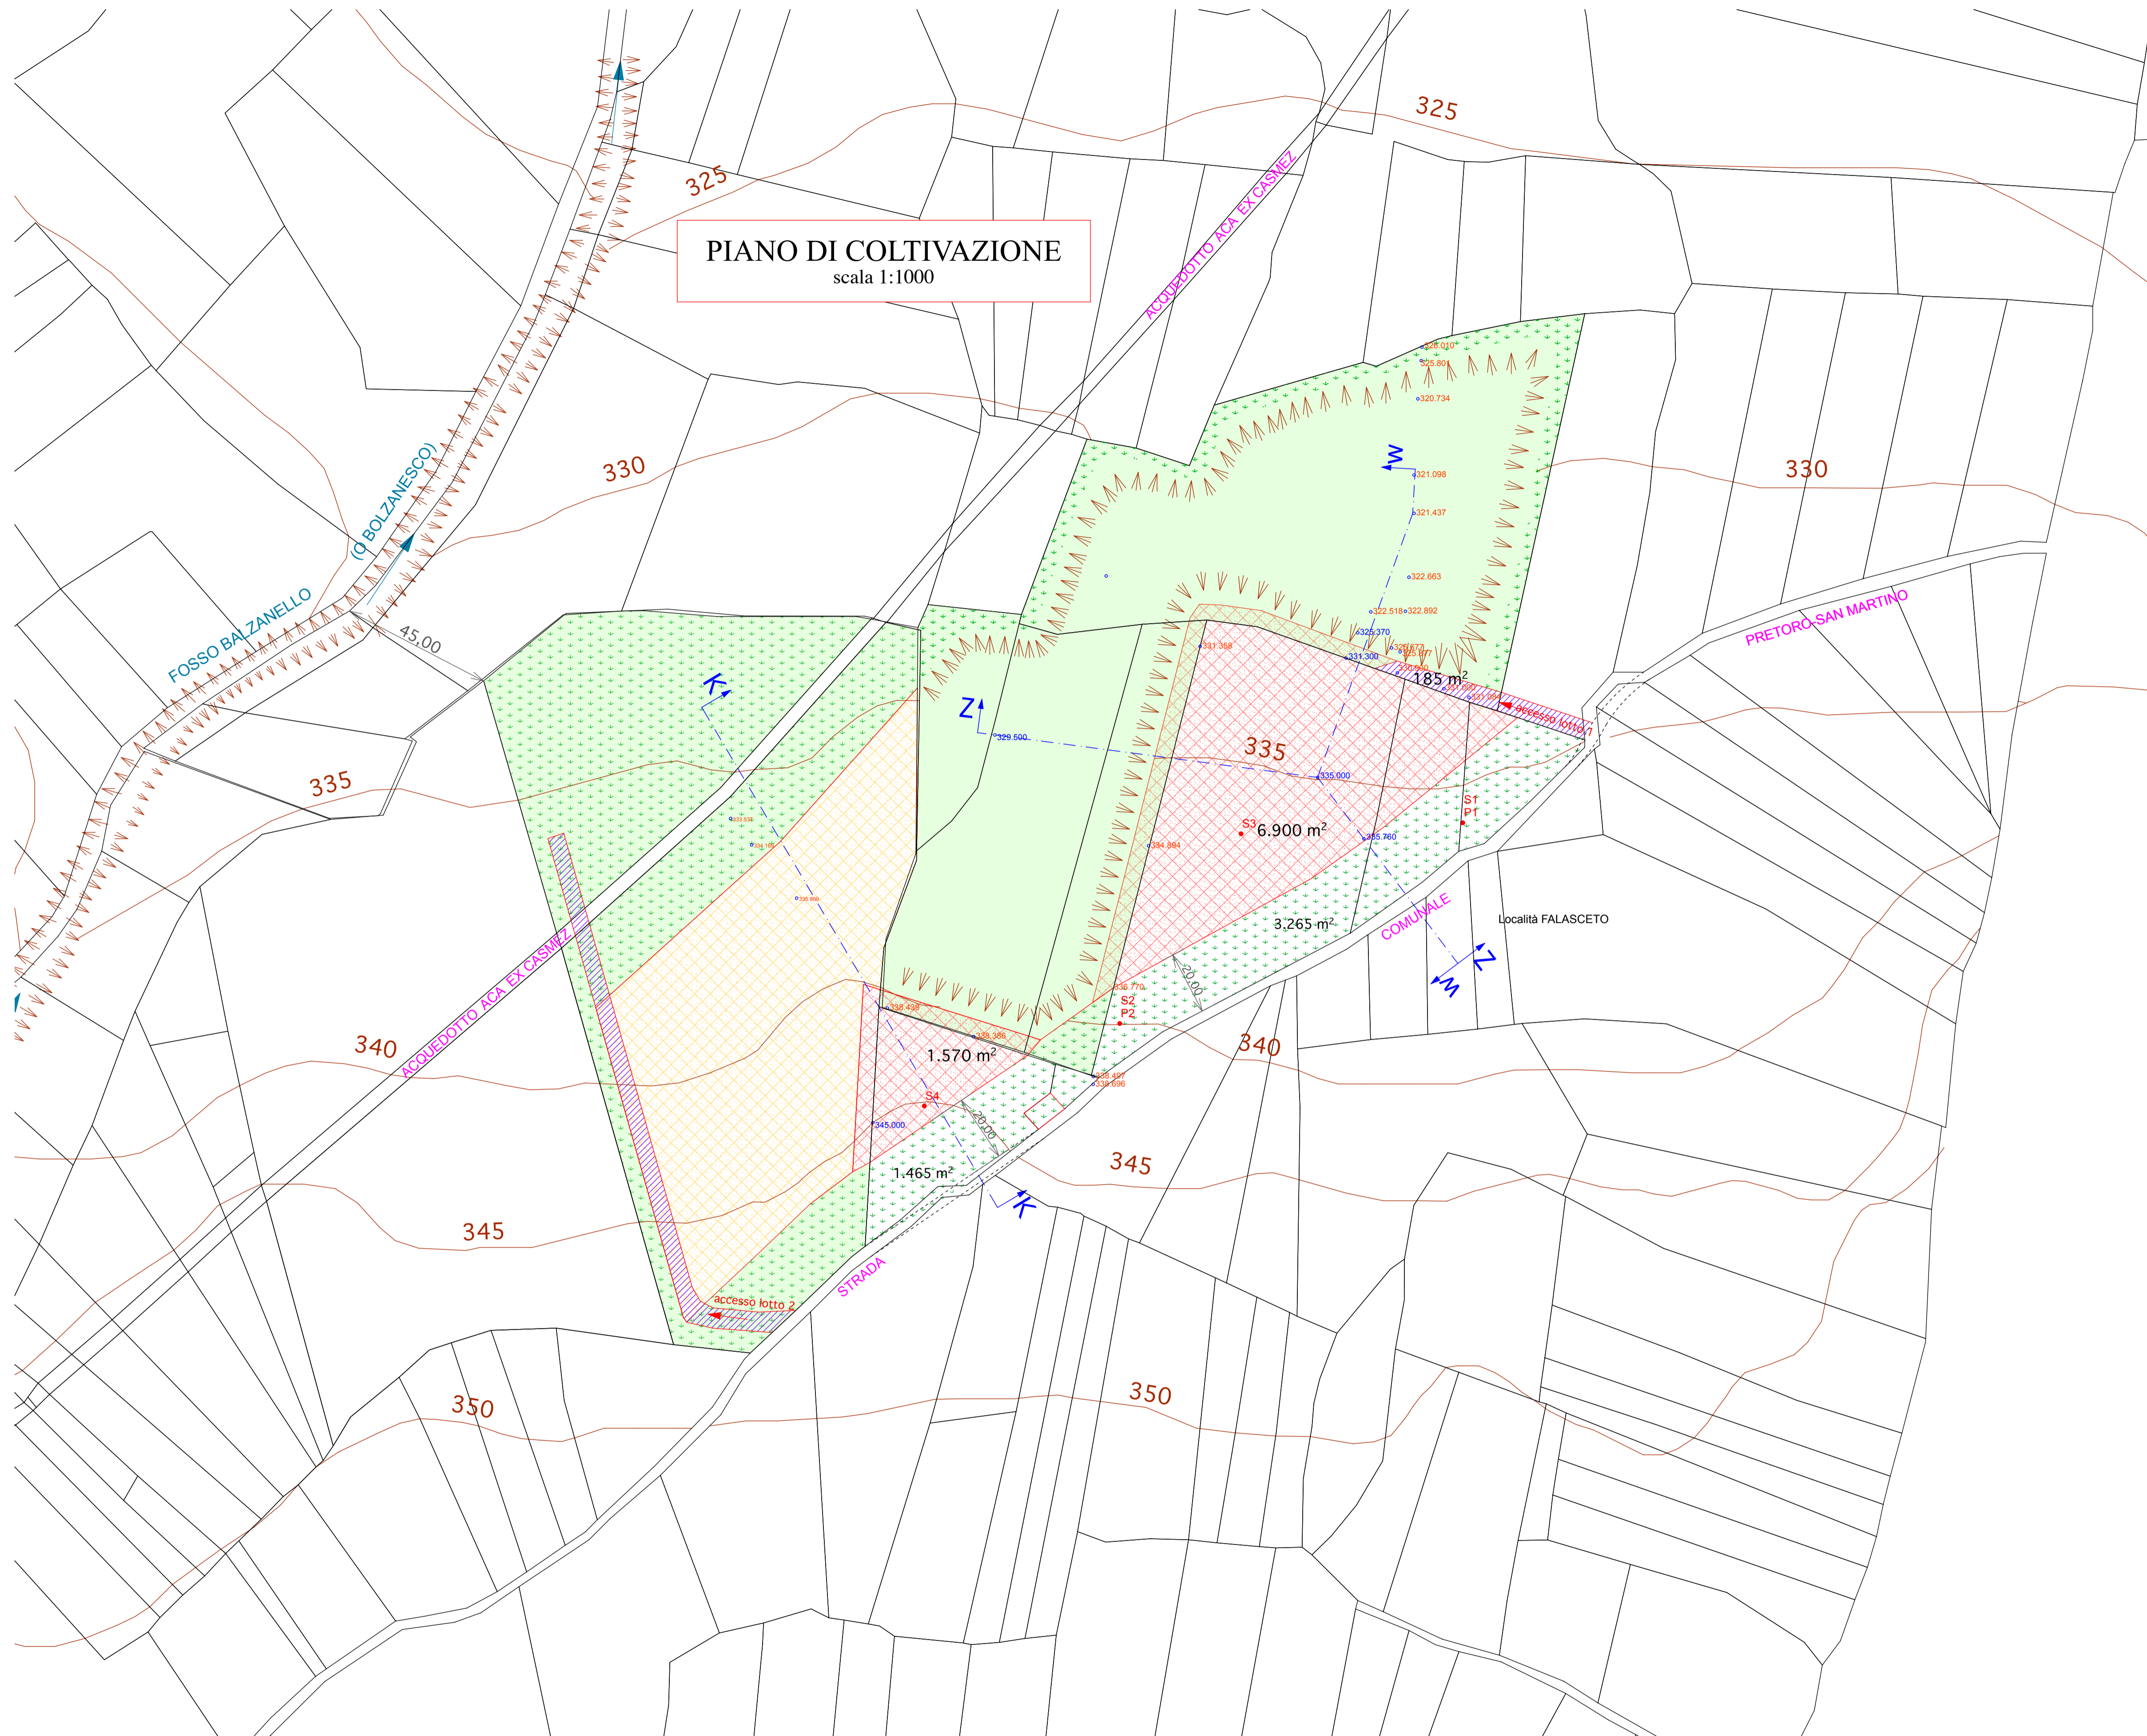 325
325
ACQUEDOTTO ACA EX CASMEZ
PIANO DI COLTIVAZIONE
scala 1:1000
326.010
325.801
320.734
(O BOLZANESCO)
330
W
321.098
330
321.437
FOSSO BALZANELLO
322.663
45,00
322.518
322.892
PRETORO-SAN MARTINO
325.370
331.358
331.300
K
185 m²
Z
accesso lotto 1
329.500
335
335.000
335
S1
P1
S3
6.900 m²
335.760
334.894
Località FALASCETO
3.265 m²
COMUNALE
ACQUEDOTTO ACA EX CASMEZ
Z
W
20.00
336.770
S2
P2
338.439
338.386
340
340
1.570 m²
338.497
338.696
S4
345.000
20.00
345
1.465 m²
K
345
STRADA
accesso lotto 2
350
350